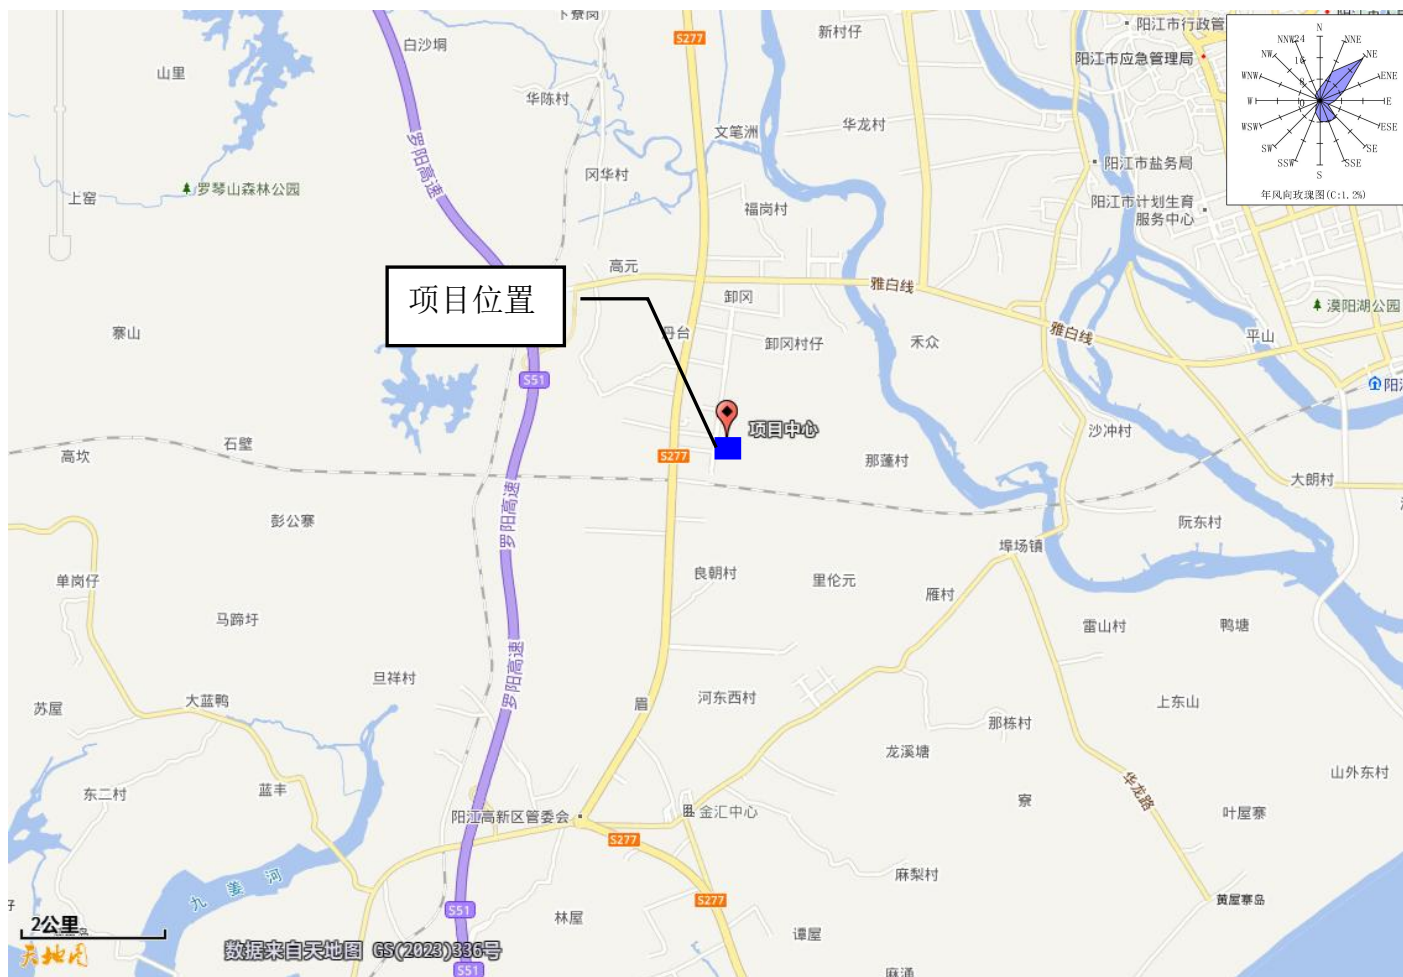 下寮岗
白沙垌
S277
新村仔
阳江市行政管
山里
阳江市应急管理局
华陈村
文笔洲
华龙村
罗阳高速
冈华村
阳江市盐务局
罗琴山森林公园
上窑
福岗村
阳江市计划生育
服务中心
N
NNW
24
NNE
NW
16
NE
WNW
8
ENE
W
0
E
WSW
ESE
SW
SE
SSW
SSE
S
年风向玫瑰图(C:1.2%)
高元
雅白线
项目位置
卸冈
漠阳湖公园
寨山
丹台
卸冈村仔
禾众
雅白线
平山
S51
项目中心
沙冲村
石壁
高坎
S277
那蓬村
大朗村
罗阳高速
彭公寨
阮东村
埠场镇
单岗仔
良朝村
里伦元
雁村
马蹄圩
雷山村
鸭塘
罗阳高速
旦祥村
苏屋
大蓝鸭
眉
河东西村
上东山
那栋村
龙溪塘
山外东村
东二村
蓝丰
华龙路
寮
阳江高新区管委会
金汇中心
叶屋寨
S277
九姜河
麻梨村
S277
黄屋寨岛
S51
林屋
2公里
谭屋
天地图
数据来自天地图 GS(2023)336号
S51
麻通